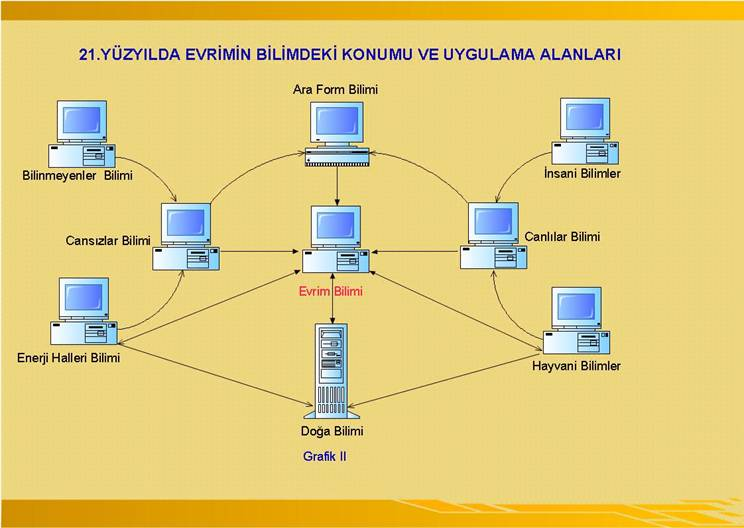 21.YÜZYILDA EVRİMİN BİLİMDEKİ KONUMU VE UYGULAMA ALANLARI
Ara Form Bilimi
Bilinmeyenler Bilimi
İnsani Bilimler
Cansızlar Bilimi
Canlılar Bilimi
Evrim Bilimi
Enerji Halleri Bilimi
Hayvani Bilimler
Doğa Bilimi
Grafik II